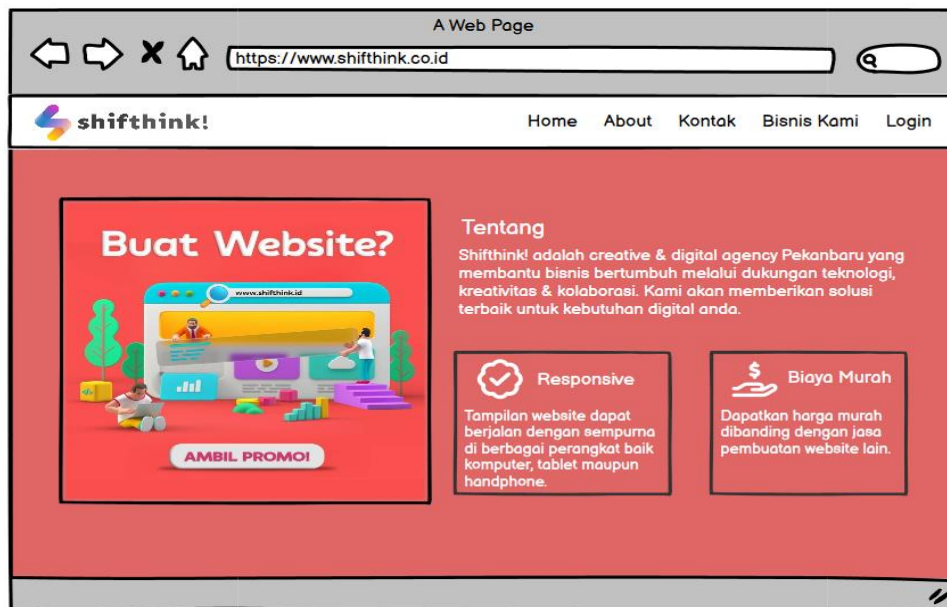 A Web Page
https://www.shifthink.co.id
shifthink!
Home About Kontak Bisnis Kami Login
Buat Website?
www.shifthink.id
AMBIL PROMO!
Tentang
Shifthink! adalah creative & digital agency Pekanbaru yang
membantu bisnis bertumbuh melalui dukungan teknologi,
kreativitas & kolaborasi. Kami akan memberikan solusi
terbaik untuk kebutuhan digital anda.
Responsive
Tampilan website dapat
berjalan dengan sempurna
di berbagai perangkat baik
komputer, tablet maupun
handphone.
$
Biaya Murah
Dapatkan harga murah
dibanding dengan jasa
pembuatan website lain.